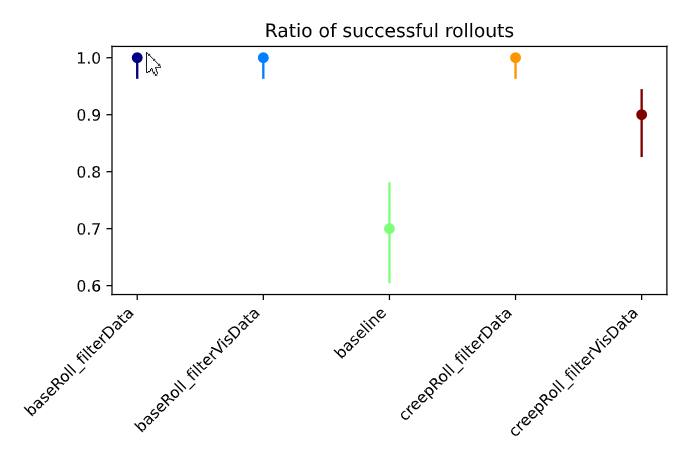 Ratio of successful rollouts
1.0
0.9
0.8
0.7
0.6
baseRoll_filterData
baseRoll_filterVisData
baseline
creepRoll_filterData
creepRoll_filterVisData